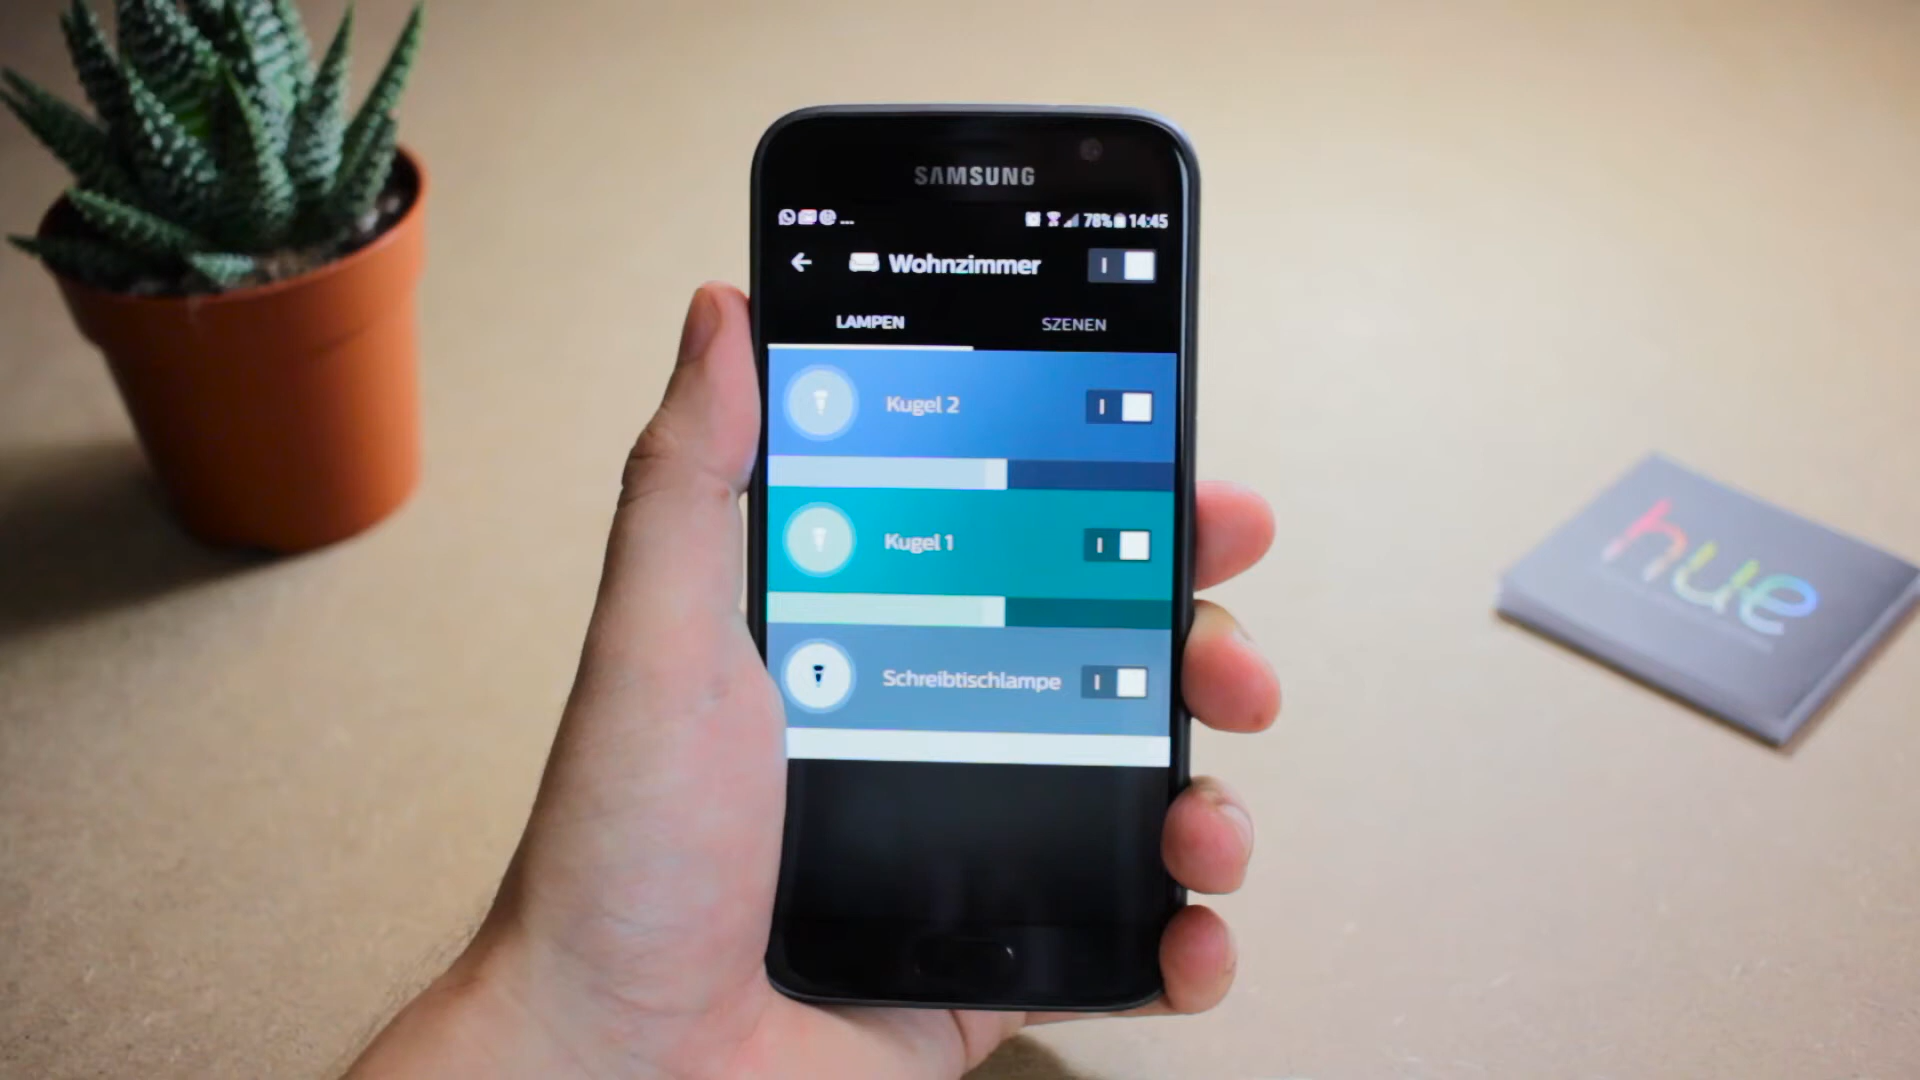 SAMSUNG
... 78% 14:45
Wohnzimmer
LAMPEN SZENEN
Kugel 2
Kugel 1
Schreibtischlampe
hue